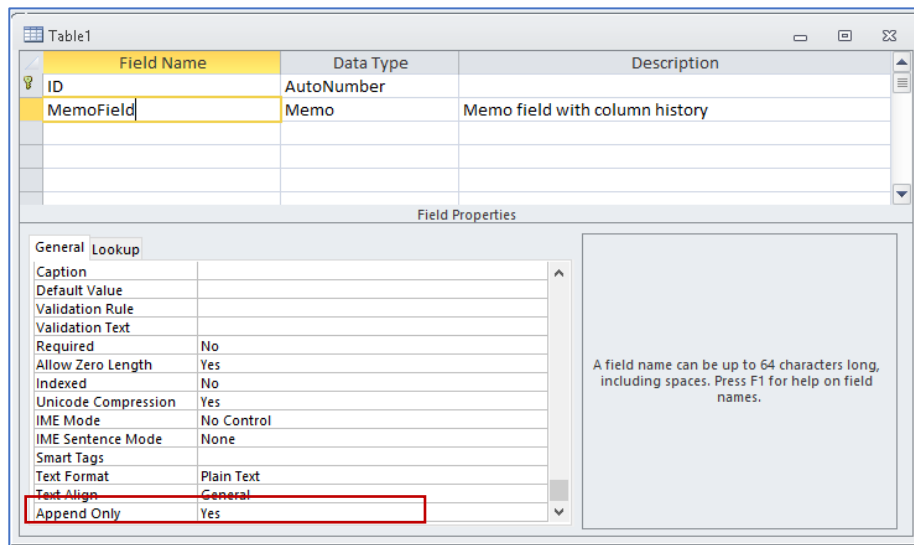 Table1
Field Name Data Type Description
ID AutoNumber
MemoField Memo Memo field with column history
Field Properties
General Lookup
Caption
Default Value
Validation Rule
Validation Text
Required No
Allow Zero Length Yes
Indexed No
Unicode Compression Yes
IME Mode No Control
IME Sentence Mode None
Smart Tags
Text Format Plain Text
Text Align General
Append Only Yes
A field name can be up to 64 characters long,
including spaces. Press F1 for help on field
names.